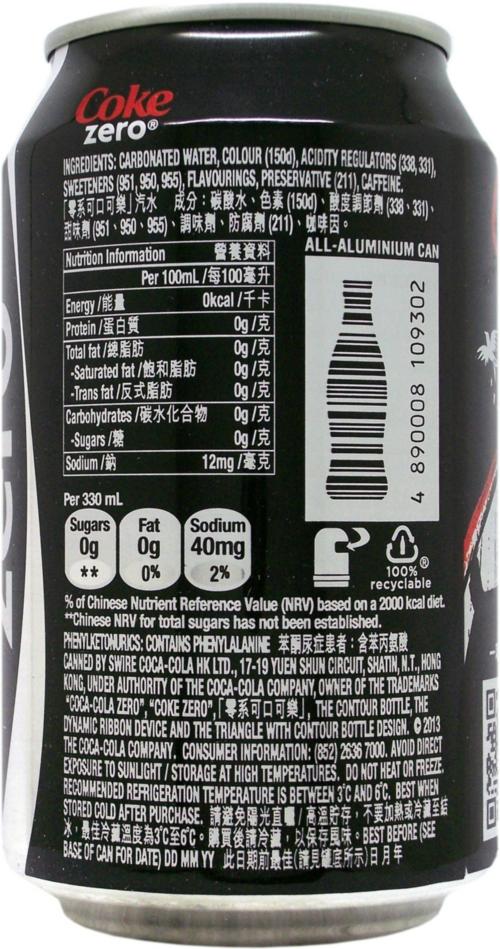 Coke
zero®
INGREDIENTS: CARBONATED WATER, COLOUR (150d), ACIDITY REGULATORS (338, 331),
SWEETENERS (951, 950, 955), FLAVOURINGS, PRESERVATIVE (211), CAFFEINE.
「零系可口可樂」汽水 成分：碳酸水、色素 (150d)、酸度調節劑 (338、331)、
甜味劑 (951、950、955)、調味劑、防腐劑 (211)、咖啡因。
ALL-ALUMINIUM CAN
Nutrition Information 營養資料
Per 100mL /每100毫升
Energy /能量 0kcal /千卡
Protein /蛋白質 0g /克
Total fat /總脂肪 0g /克
-Saturated fat /飽和脂肪 0g /克
-Trans fat /反式脂肪 0g /克
Carbohydrates /碳水化合物 0g /克
-Sugars /糖 0g /克
Sodium /鈉 12mg /毫克
4 890008 109302
Per 330 mL
Sugars 0g **
Fat 0g 0%
Sodium 40mg 2%
100%®
recyclable
% of Chinese Nutrient Reference Value (NRV) based on a 2000 kcal diet.
**Chinese NRV for total sugars has not been established.
PHENYLKETONURICS: CONTAINS PHENYLALANINE 苯酮尿症患者：含苯丙氨酸
CANNED BY SWIRE COCA-COLA HK LTD., 17-19 YUEN SHUN CIRCUIT, SHATIN, N.T., HONG
KONG, UNDER AUTHORITY OF THE COCA-COLA COMPANY, OWNER OF THE TRADEMARKS
"COCA-COLA ZERO", "COKE ZERO",「零系可口可樂」, THE CONTOUR BOTTLE, THE
DYNAMIC RIBBON DEVICE AND THE TRIANGLE WITH CONTOUR BOTTLE DESIGN. © 2013
THE COCA-COLA COMPANY. CONSUMER INFORMATION: (852) 2636 7000. AVOID DIRECT
EXPOSURE TO SUNLIGHT / STORAGE AT HIGH TEMPERATURES. DO NOT HEAT OR FREEZE.
RECOMMENDED REFRIGERATION TEMPERATURE IS BETWEEN 3°C AND 6°C. BEST WHEN
STORED COLD AFTER PURCHASE. 請避免陽光直曬／高溫貯存，不要加熱或冷藏至結
冰，最佳冷藏溫度為3°C至6°C。購買後請冷藏，以保存風味。BEST BEFORE (SEE
BASE OF CAN FOR DATE) DD MM YY 此日期前最佳(請見罐底所示)日月年